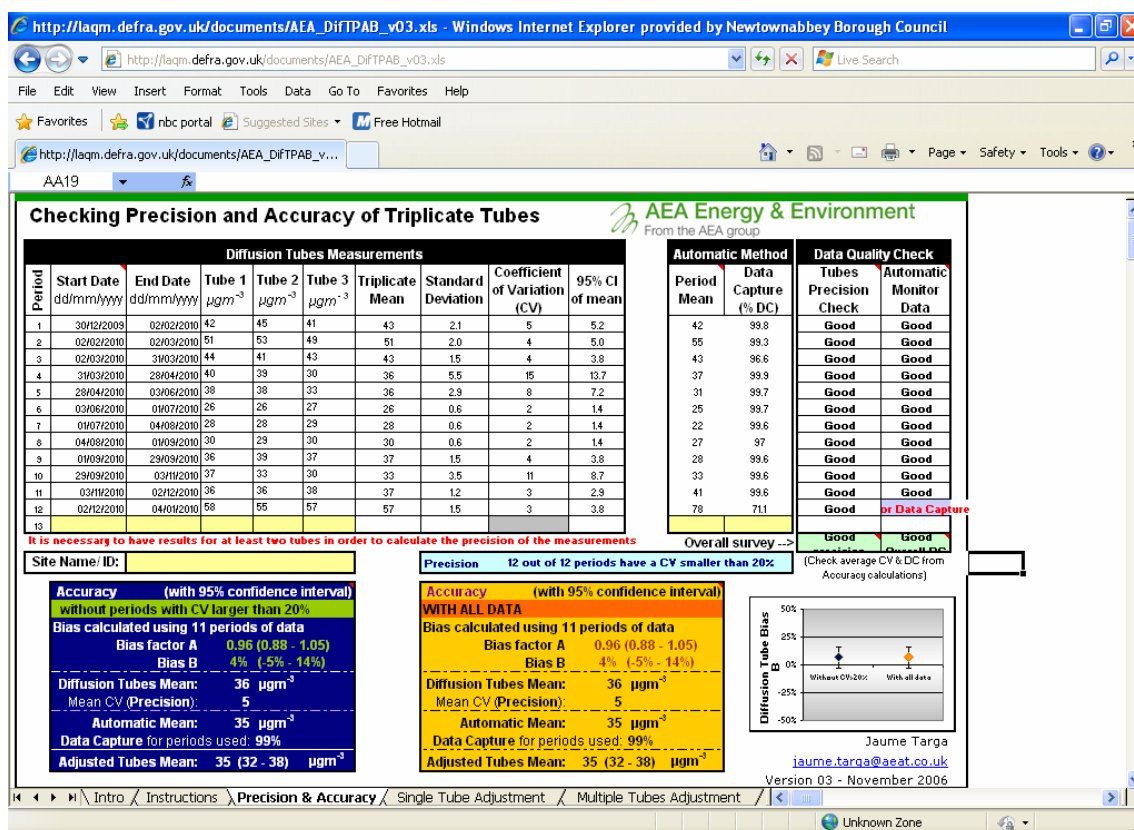 http://laqm.defra.gov.uk/documents/AEA_DifTPAB_v03.xls - Windows Internet Explorer provided by Newtownabbey Borough Council
http://laqm.defra.gov.uk/documents/AEA_DifTPAB_v03.xls
Live Search
File Edit View Insert Format Tools Data Go To Favorites Help
Favorites nbc portal Suggested Sites Free Hotmail
http://laqm.defra.gov.uk/documents/AEA_DifTPAB_v... Page Safety Tools
AA19 fx
Checking Precision and Accuracy of Triplicate Tubes
AEA Energy & Environment
From the AEA group
Diffusion Tubes Measurements Automatic Method Data Quality Check
Period Start Date dd/mm/yyyy End Date dd/mm/yyyy Tube 1 μgm⁻³ Tube 2 μgm⁻³ Tube 3 μgm⁻³ Triplicate Mean Standard Deviation Coefficient of Variation (CV) 95% CI of mean Period Mean Data Capture (% DC) Tubes Precision Check Automatic Monitor Data
1 30/12/2009 02/02/2010 42 45 41 43 2.1 5 5.2 42 99.8 Good Good
2 02/02/2010 02/03/2010 51 53 49 51 2.0 4 5.0 55 99.3 Good Good
3 02/03/2010 31/03/2010 44 41 43 43 1.5 4 3.8 43 96.6 Good Good
4 31/03/2010 28/04/2010 40 39 30 36 5.5 15 13.7 37 99.9 Good Good
5 28/04/2010 03/06/2010 38 38 33 36 2.9 8 7.2 31 99.7 Good Good
6 03/06/2010 01/07/2010 26 26 27 26 0.6 2 1.4 25 99.7 Good Good
7 01/07/2010 04/08/2010 28 28 29 28 0.6 2 1.4 22 99.6 Good Good
8 04/08/2010 01/09/2010 30 29 30 30 0.6 2 1.4 27 97 Good Good
9 01/09/2010 29/09/2010 36 39 37 37 1.5 4 3.8 28 99.6 Good Good
10 29/09/2010 03/11/2010 37 33 30 33 3.5 11 8.7 33 99.6 Good Good
11 03/11/2010 02/12/2010 36 36 38 37 1.2 3 2.9 41 99.6 Good Good
12 02/12/2010 04/01/2010 58 55 57 57 1.5 3 3.8 78 71.1 Good or Data Capture
13
It is necessary to have results for at least two tubes in order to calculate the precision of the measurements
Overall survey --> Good Good
Site Name/ ID:
Precision 12 out of 12 periods have a CV smaller than 20%
(Check average CV & DC from
Accuracy calculations)
Accuracy (with 95% confidence interval)
without periods with CV larger than 20%
Bias calculated using 11 periods of data
Bias factor A 0.96 (0.88 - 1.05)
Bias B 4% (-5% - 14%)
Diffusion Tubes Mean: 36 μgm⁻³
Mean CV (Precision): 5
Automatic Mean: 35 μgm⁻³
Data Capture for periods used: 99%
Adjusted Tubes Mean: 35 (32 - 38) μgm⁻³
Accuracy (with 95% confidence interval)
WITH ALL DATA
Bias calculated using 11 periods of data
Bias factor A 0.96 (0.88 - 1.05)
Bias B 4% (-5% - 14%)
Diffusion Tubes Mean: 36 μgm⁻³
Mean CV (Precision): 5
Automatic Mean: 35 μgm⁻³
Data Capture for periods used: 99%
Adjusted Tubes Mean: 35 (32 - 38) μgm⁻³
Diffusion Tube Bias B
50%
25%
0%
-25%
-50%
Without CV>20% With all data
Jaume Targa
jaume.targa@aeat.co.uk
Version 03 - November 2006
Intro Instructions Precision & Accuracy Single Tube Adjustment Multiple Tubes Adjustment
Unknown Zone